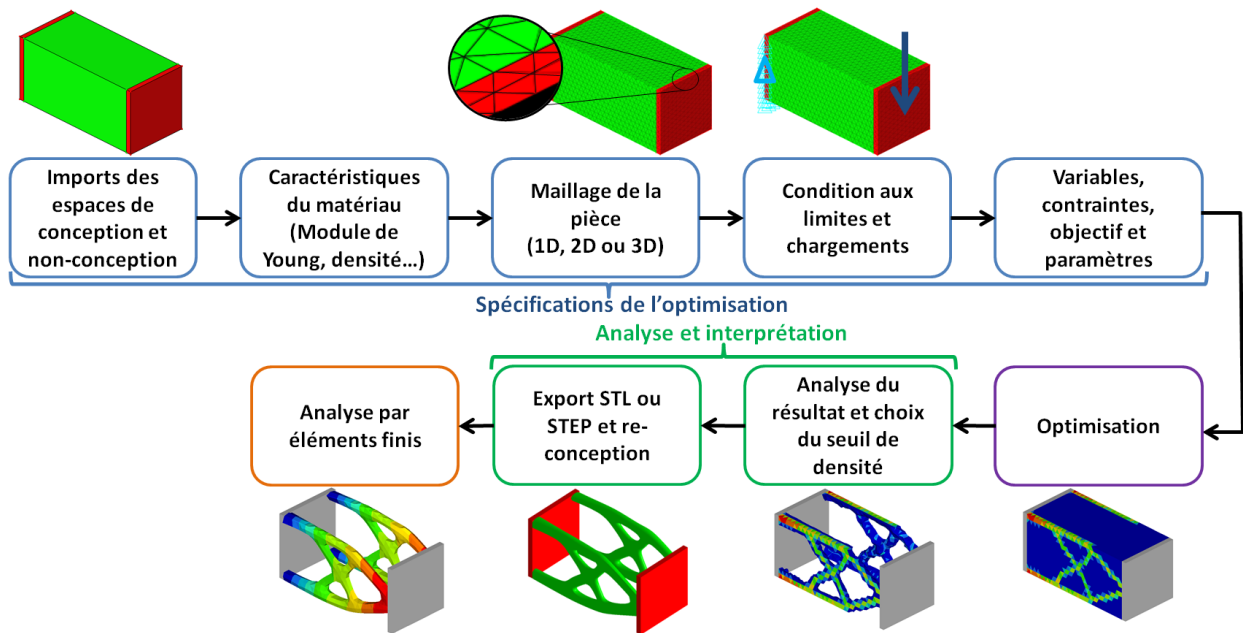 Imports des
espaces de
conception et
non-conception
Caractéristiques
du matériau
(Module de
Young, densité...)
Maillage de la
pièce
(1D, 2D ou 3D)
Condition aux
limites et
chargements
Variables,
contraintes,
objectif et
paramètres
Spécifications de l'optimisation
Analyse et interprétation
Analyse par
éléments finis
Export STL ou
STEP et re-
conception
Analyse du
résultat et choix
du seuil de
densité
Optimisation